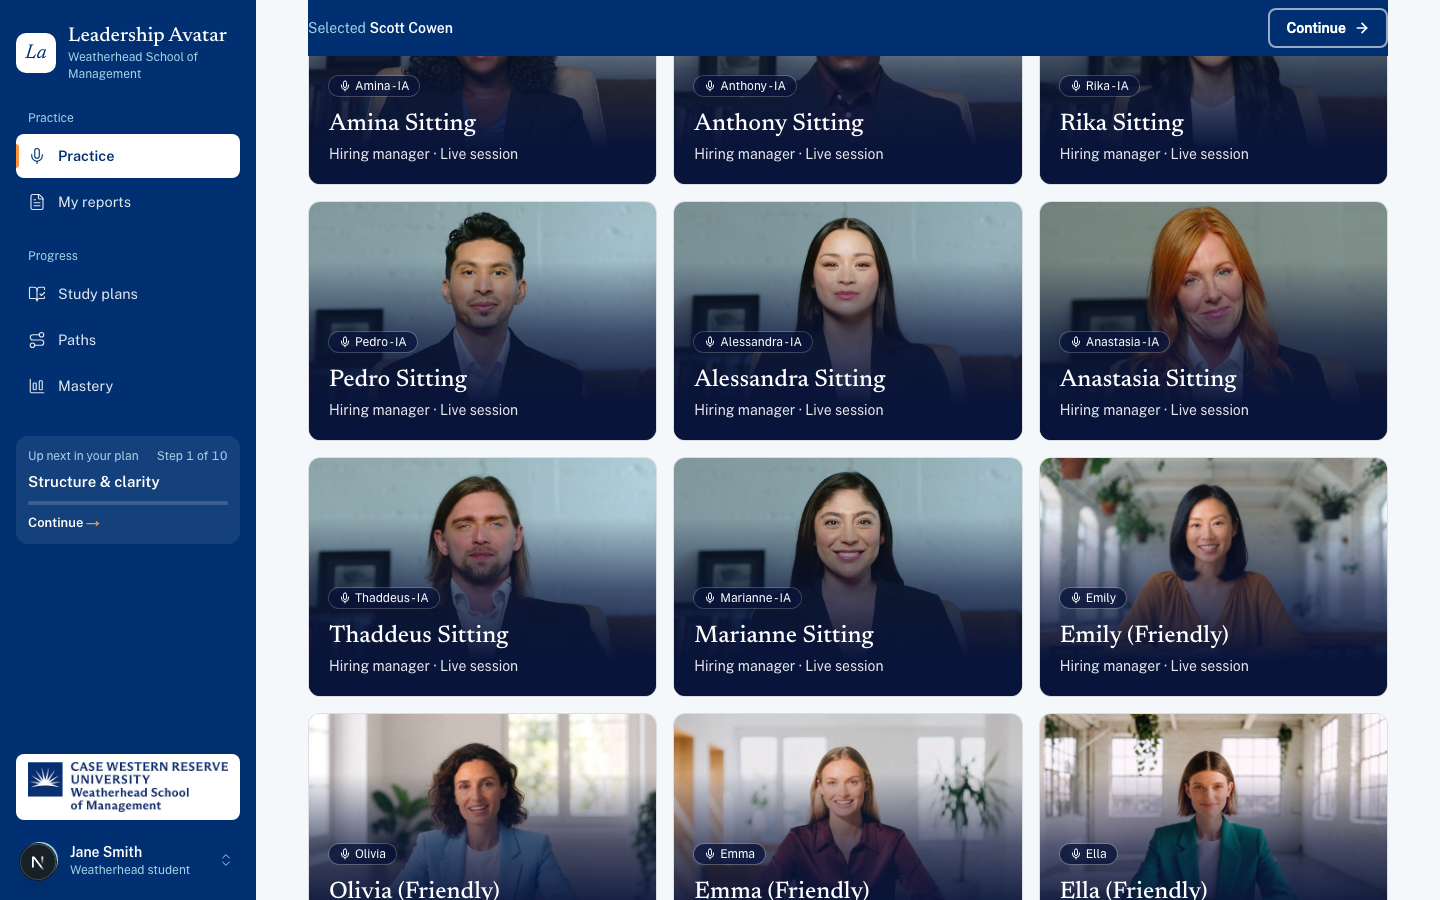 La
Leadership Avatar
Weatherhead School of
Management
Practice
Practice
My reports
Progress
Study plans
Paths
Mastery
Up next in your plan
Step 1 of 10
Structure & clarity
Continue →
CASE WESTERN RESERVE
UNIVERSITY
Weatherhead School
of Management
N
Jane Smith
Weatherhead student
Selected Scott Cowen
Continue →
Amina - IA
Amina Sitting
Hiring manager · Live session
Anthony - IA
Anthony Sitting
Hiring manager · Live session
Rika - IA
Rika Sitting
Hiring manager · Live session
Pedro - IA
Pedro Sitting
Hiring manager · Live session
Alessandra - IA
Alessandra Sitting
Hiring manager · Live session
Anastasia - IA
Anastasia Sitting
Hiring manager · Live session
Thaddeus - IA
Thaddeus Sitting
Hiring manager · Live session
Marianne - IA
Marianne Sitting
Hiring manager · Live session
Emily
Emily (Friendly)
Hiring manager · Live session
Olivia
Olivia (Friendly)
Emma
Emma (Friendly)
Ella
Ella (Friendly)